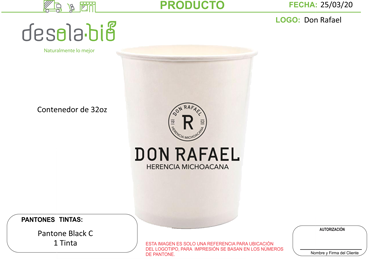 PRODUCTO
FECHA: 25/03/20
LOGO: Don Rafael
desola·bio
Naturalmente lo mejor
Contenedor de 32oz
DON RAFAEL
R
HERENCIA MICHOACANA
DON RAFAEL
HERENCIA MICHOACANA
PANTONES TINTAS:
Pantone Black C
1 Tinta
ESTA IMAGEN ES SOLO UNA REFERENCIA PARA UBICACIÓN
DEL LOGOTIPO. PARA IMPRESIÓN SE BASAN EN LOS NÚMEROS
DE PANTONE.
AUTORIZACIÓN
Nombre y Firma del Cliente